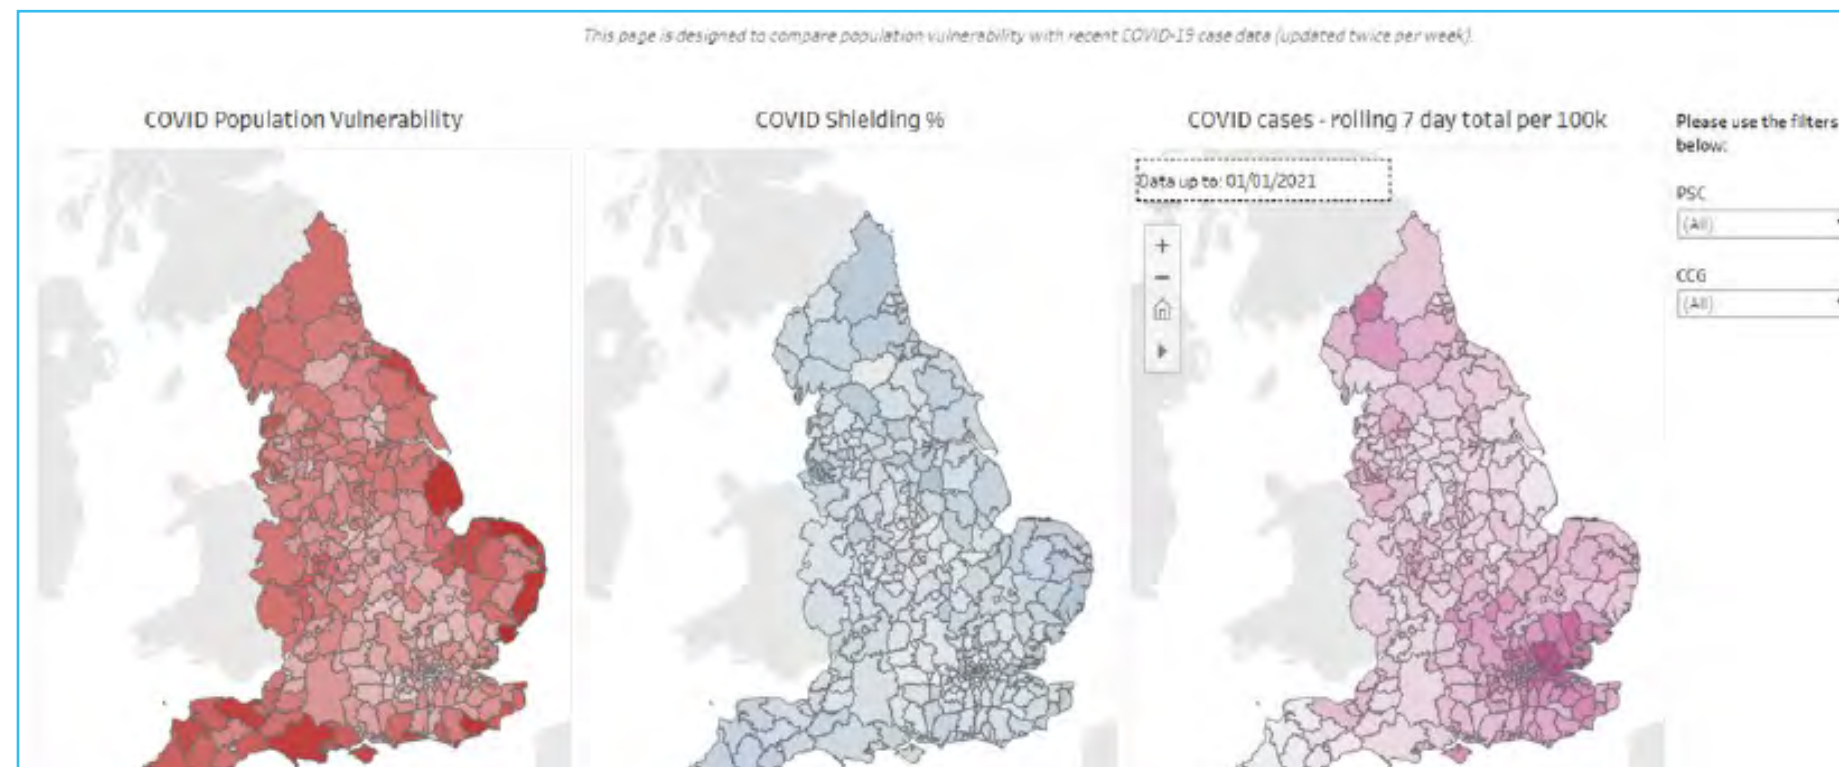 This page is designed to compare population vulnerability with recent COVID-19 case data (updated twice per week).
COVID Population Vulnerability
COVID Shielding %
COVID cases - rolling 7 day total per 100k
Please use the filters
below:
Data up to: 01/01/2021
PSC
(All)
CCG
(All)